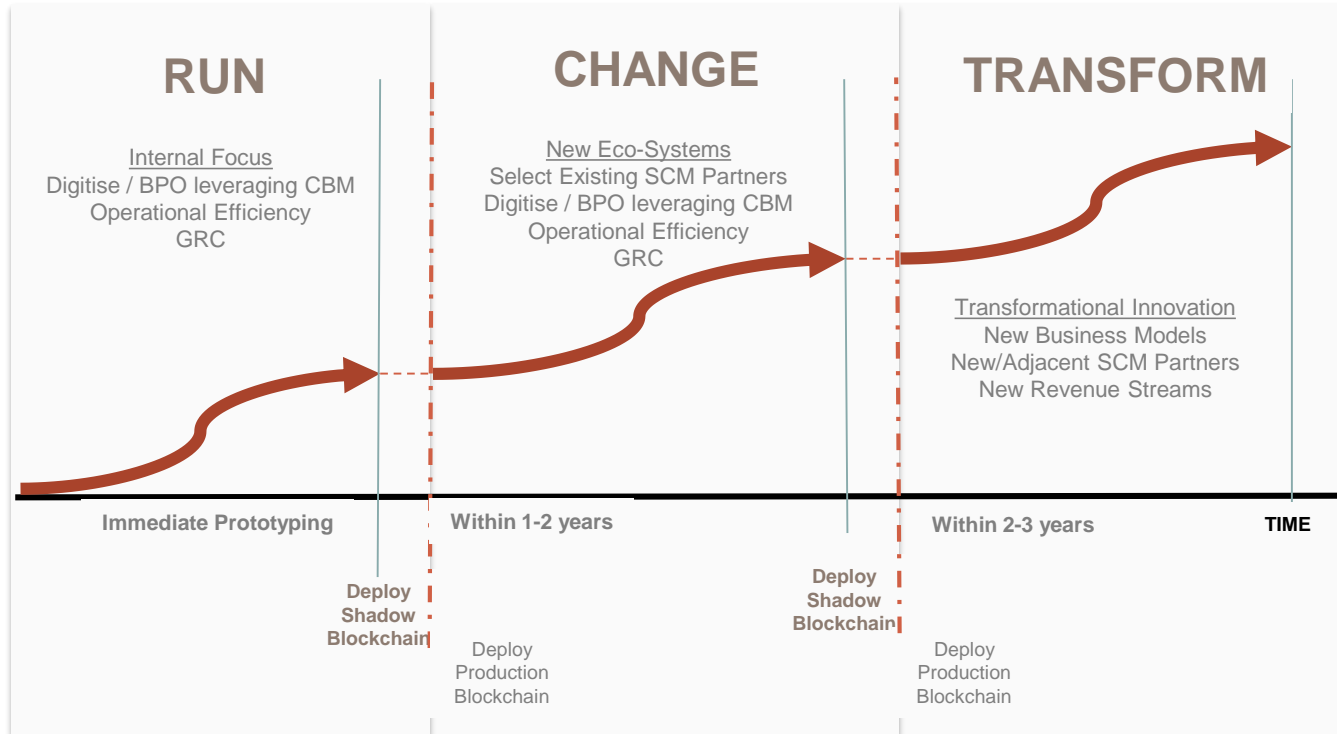 RUN
Internal Focus
Digitise / BPO leveraging CBM
Operational Efficiency
GRC
CHANGE
New Eco-Systems
Select Existing SCM Partners
Digitise / BPO leveraging CBM
Operational Efficiency
GRC
TRANSFORM
Transformational Innovation
New Business Models
New/Adjacent SCM Partners
New Revenue Streams
Immediate Prototyping
Within 1-2 years
Within 2-3 years
TIME
Deploy
Shadow
Blockchain
Deploy
Production
Blockchain
Deploy
Shadow
Blockchain
Deploy
Production
Blockchain